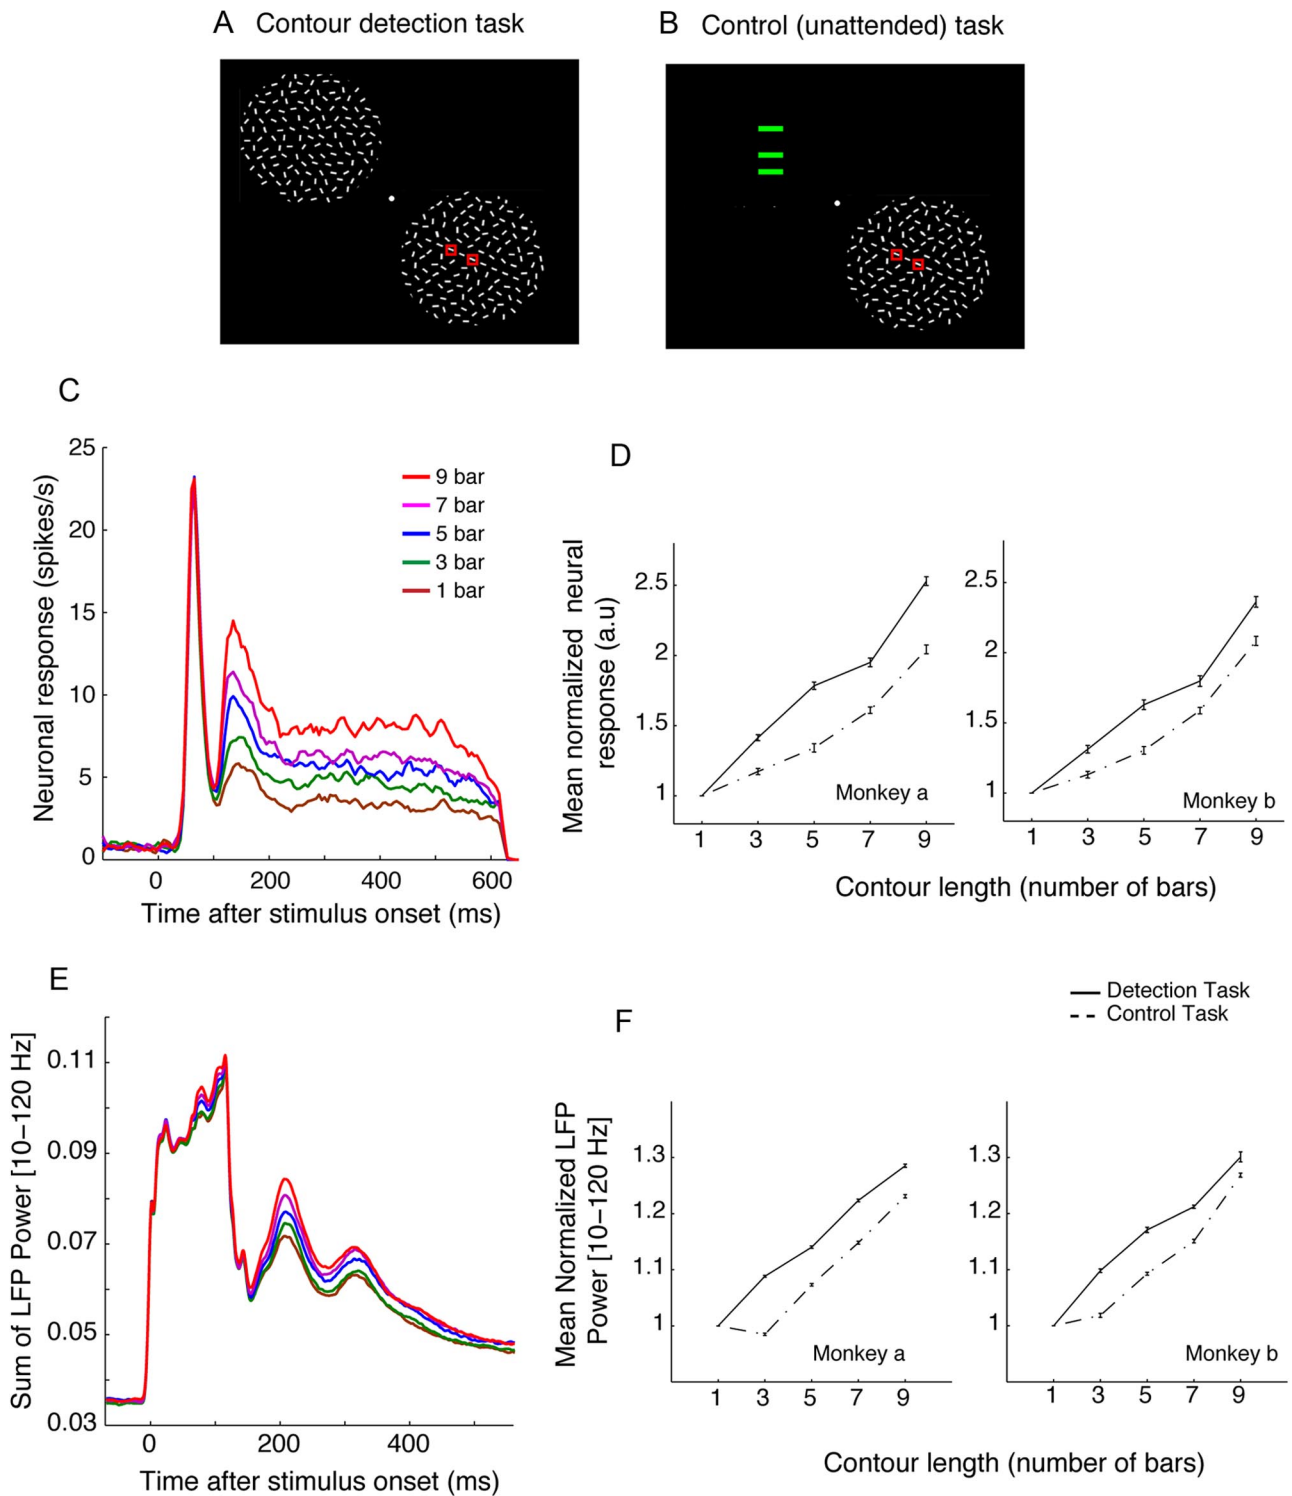 A Contour detection task
B Control (unattended) task
C
Neuronal response (spikes/s)
25
20
15
10
5
0
9 bar
7 bar
5 bar
3 bar
1 bar
0 200 400 600
Time after stimulus onset (ms)
D
Mean normalized neural
response (a.u)
2.5
2
1.5
1
Monkey a
1 3 5 7 9
2.5
2
1.5
1
Monkey b
1 3 5 7 9
Contour length (number of bars)
E
Sum of LFP Power [10–120 Hz]
0.11
0.09
0.07
0.05
0.03
0 200 400
Time after stimulus onset (ms)
Detection Task
Control Task
F
Mean Normalized LFP
Power [10–120 Hz]
1.3
1.2
1.1
1
Monkey a
1 3 5 7 9
1.3
1.2
1.1
1
Monkey b
1 3 5 7 9
Contour length (number of bars)